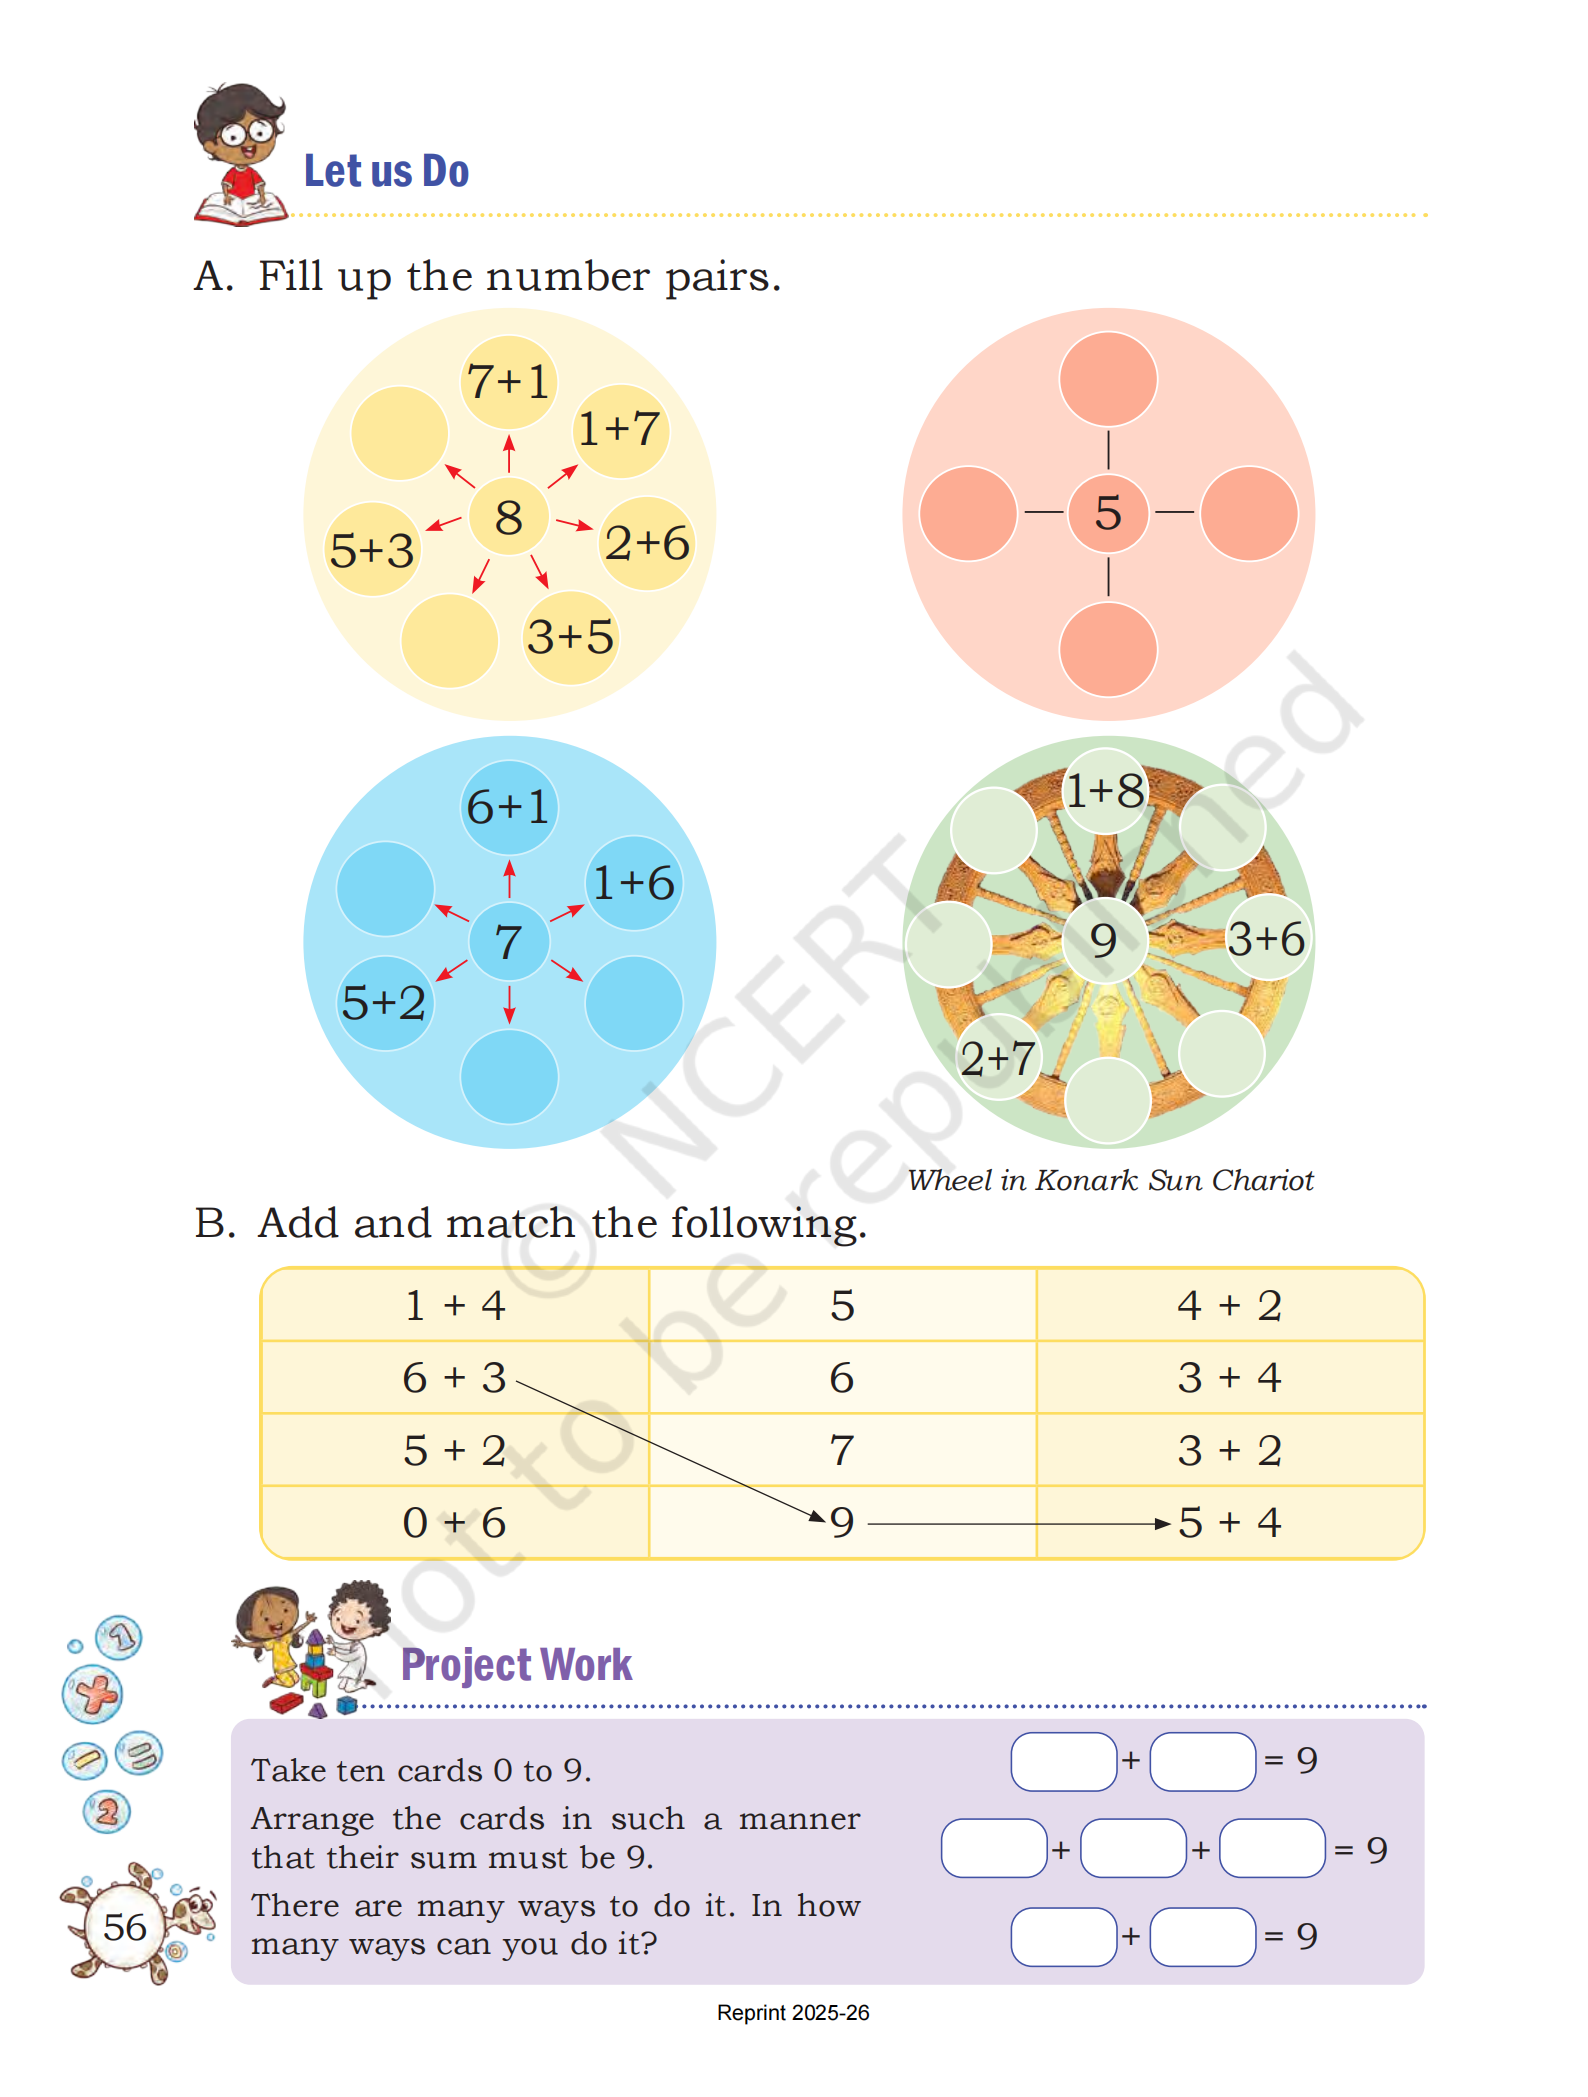 Let us Do
A. Fill up the number pairs.
7+1
1+7
8
5+3
2+6
3+5
5
6+1
1+6
7
5+2
1+8
9
3+6
2+7
Wheel in Konark Sun Chariot
B. Add and match the following.
1 + 4 5 4 + 2
6 + 3 6 3 + 4
5 + 2 7 3 + 2
0 + 6 9 5 + 4
© NCERT
not to be republished
1
+
−
=
2
Project Work
Take ten cards 0 to 9.
Arrange the cards in such a manner
that their sum must be 9.
There are many ways to do it. In how
many ways can you do it?
+ = 9
+ + = 9
+ = 9
56
Reprint 2025-26